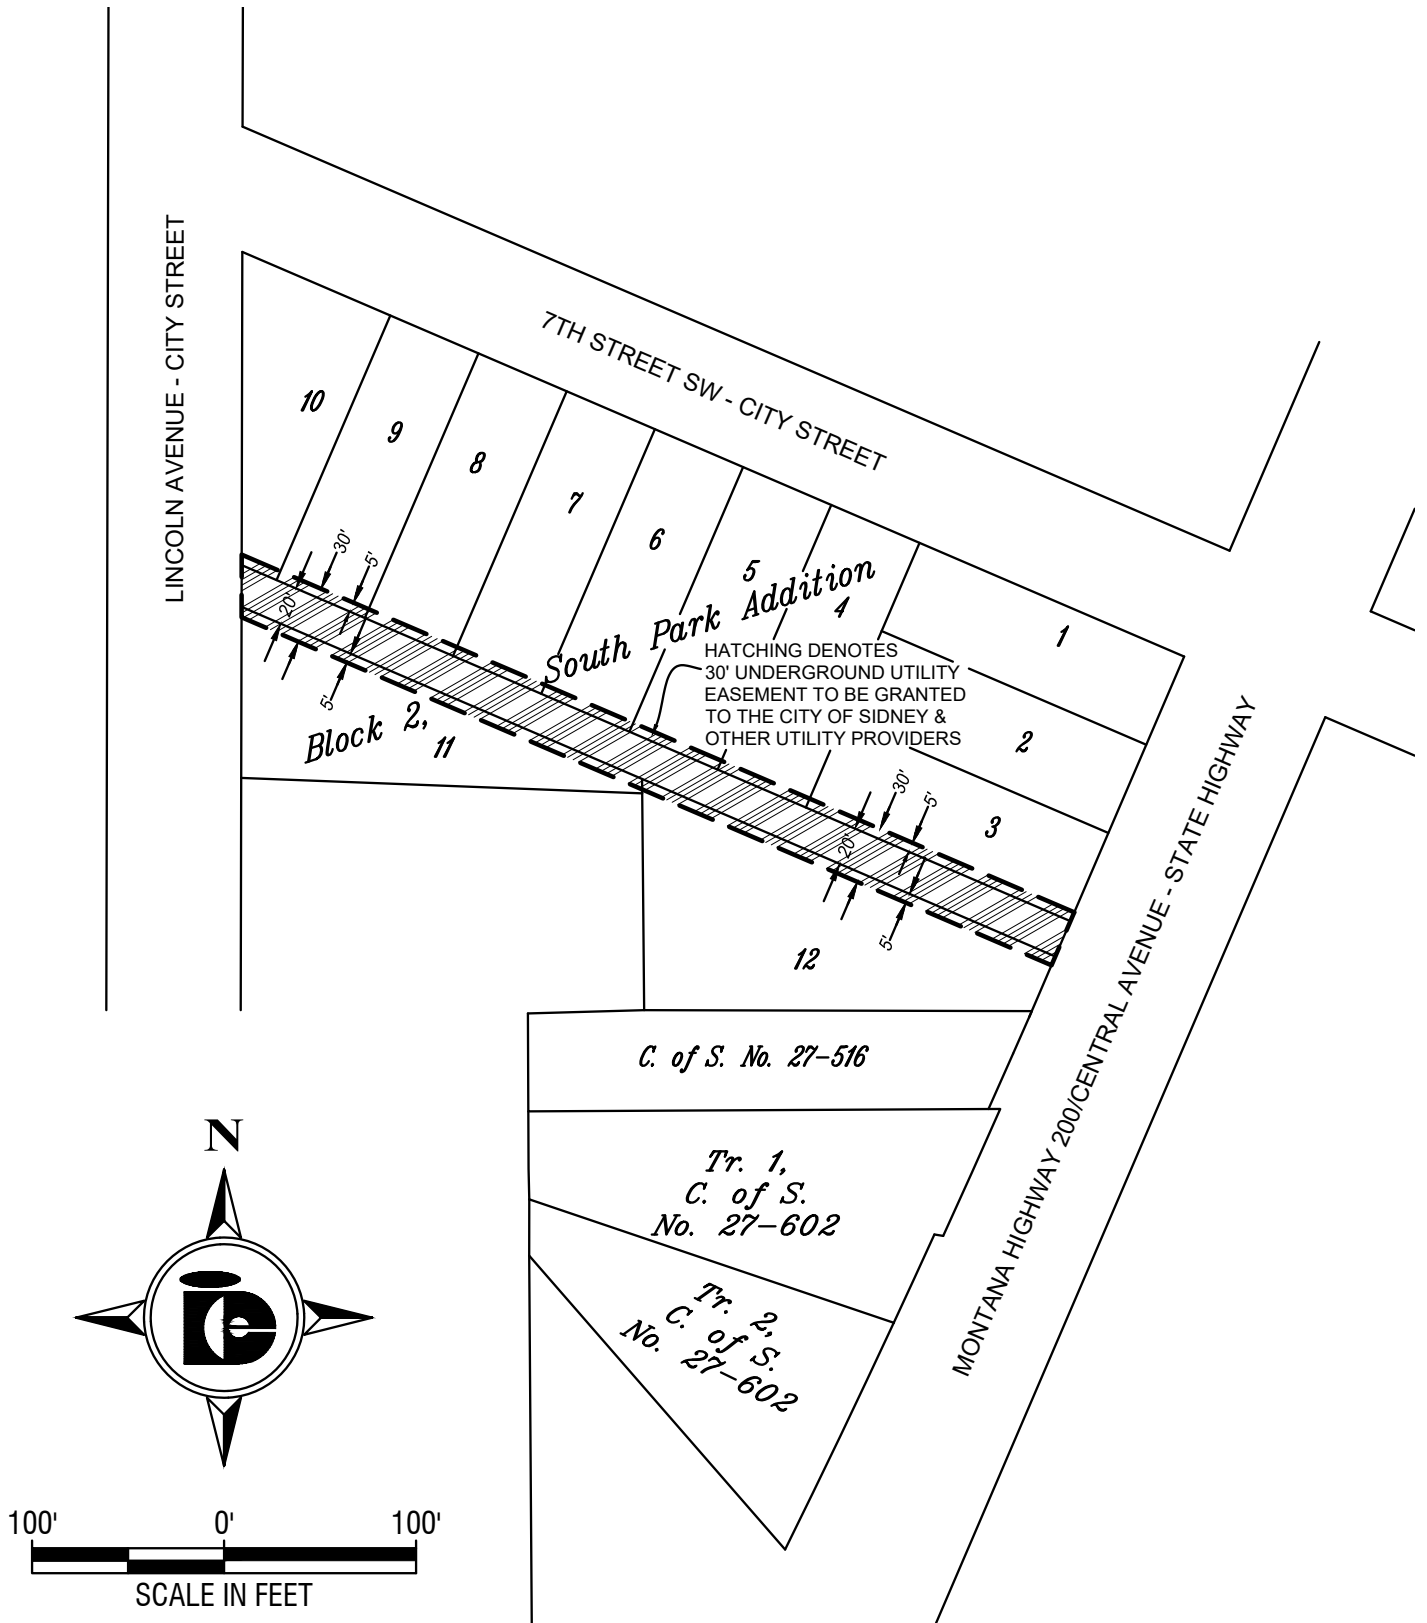 LINCOLN AVENUE - CITY STREET
7TH STREET SW - CITY STREET
10
9
8
7
6
5
4
1
2
3
South Park Addition
HATCHING DENOTES
30' UNDERGROUND UTILITY
EASEMENT TO BE GRANTED
TO THE CITY OF SIDNEY &
OTHER UTILITY PROVIDERS
30'
5'
20'
5'
Block 2,
11
30'
5'
20'
5'
12
MONTANA HIGHWAY 200/CENTRAL AVENUE - STATE HIGHWAY
C. of S. No. 27-516
Tr. 1,
C. of S.
No. 27-602
Tr. 2,
C. of S.
No. 27-602
N
100' 0' 100'
SCALE IN FEET